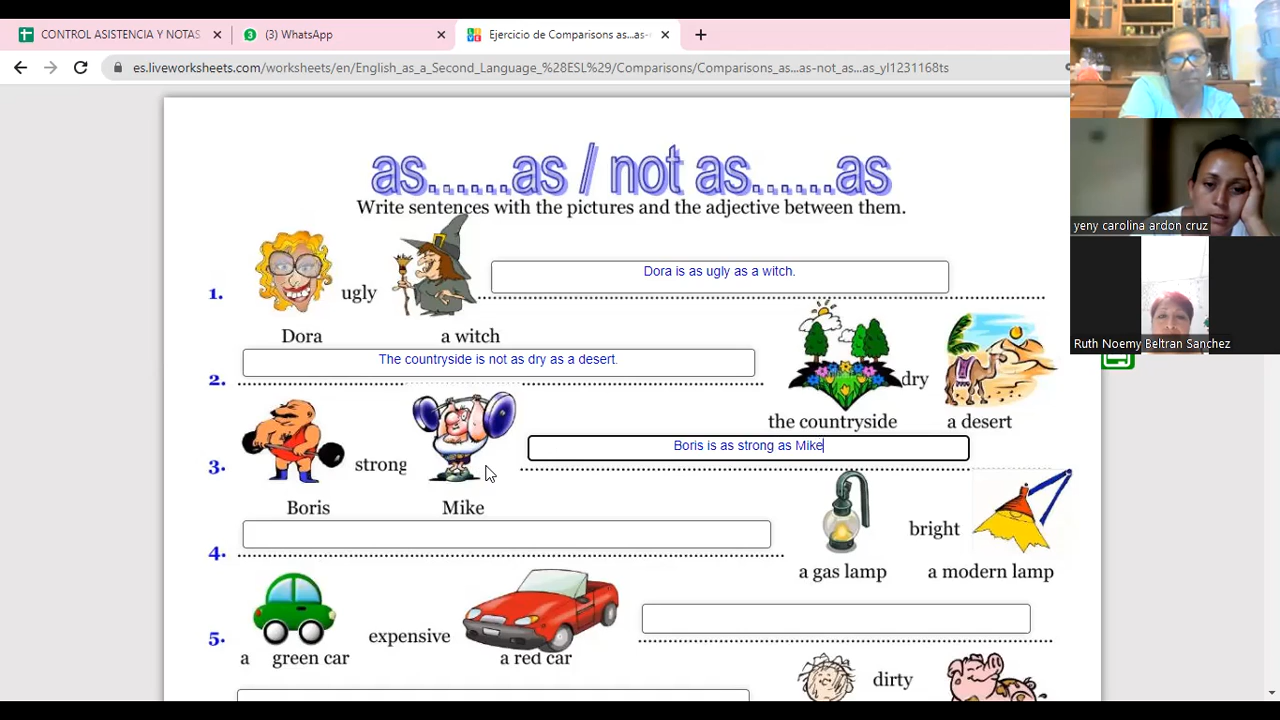 CONTROL ASISTENCIA Y NOTAS
(3) WhatsApp
Ejercicio de Comparisons as...as-
es.liveworksheets.com/worksheets/en/English_as_a_Second_Language_%28ESL%29/Comparisons/Comparisons_as...as-not_as...as_yl1231168ts
as......as / not as......as
Write sentences with the pictures and the adjective between them.
1.
ugly
Dora is as ugly as a witch.
Dora
a witch
2.
The countryside is not as dry as a desert.
dry
the countryside
a desert
3.
strong
Boris is as strong as Mike
Boris
Mike
4.
bright
a gas lamp
a modern lamp
5.
expensive
a green car
a red car
dirty
yeny carolina ardon cruz
Ruth Noemy Beltran Sanchez